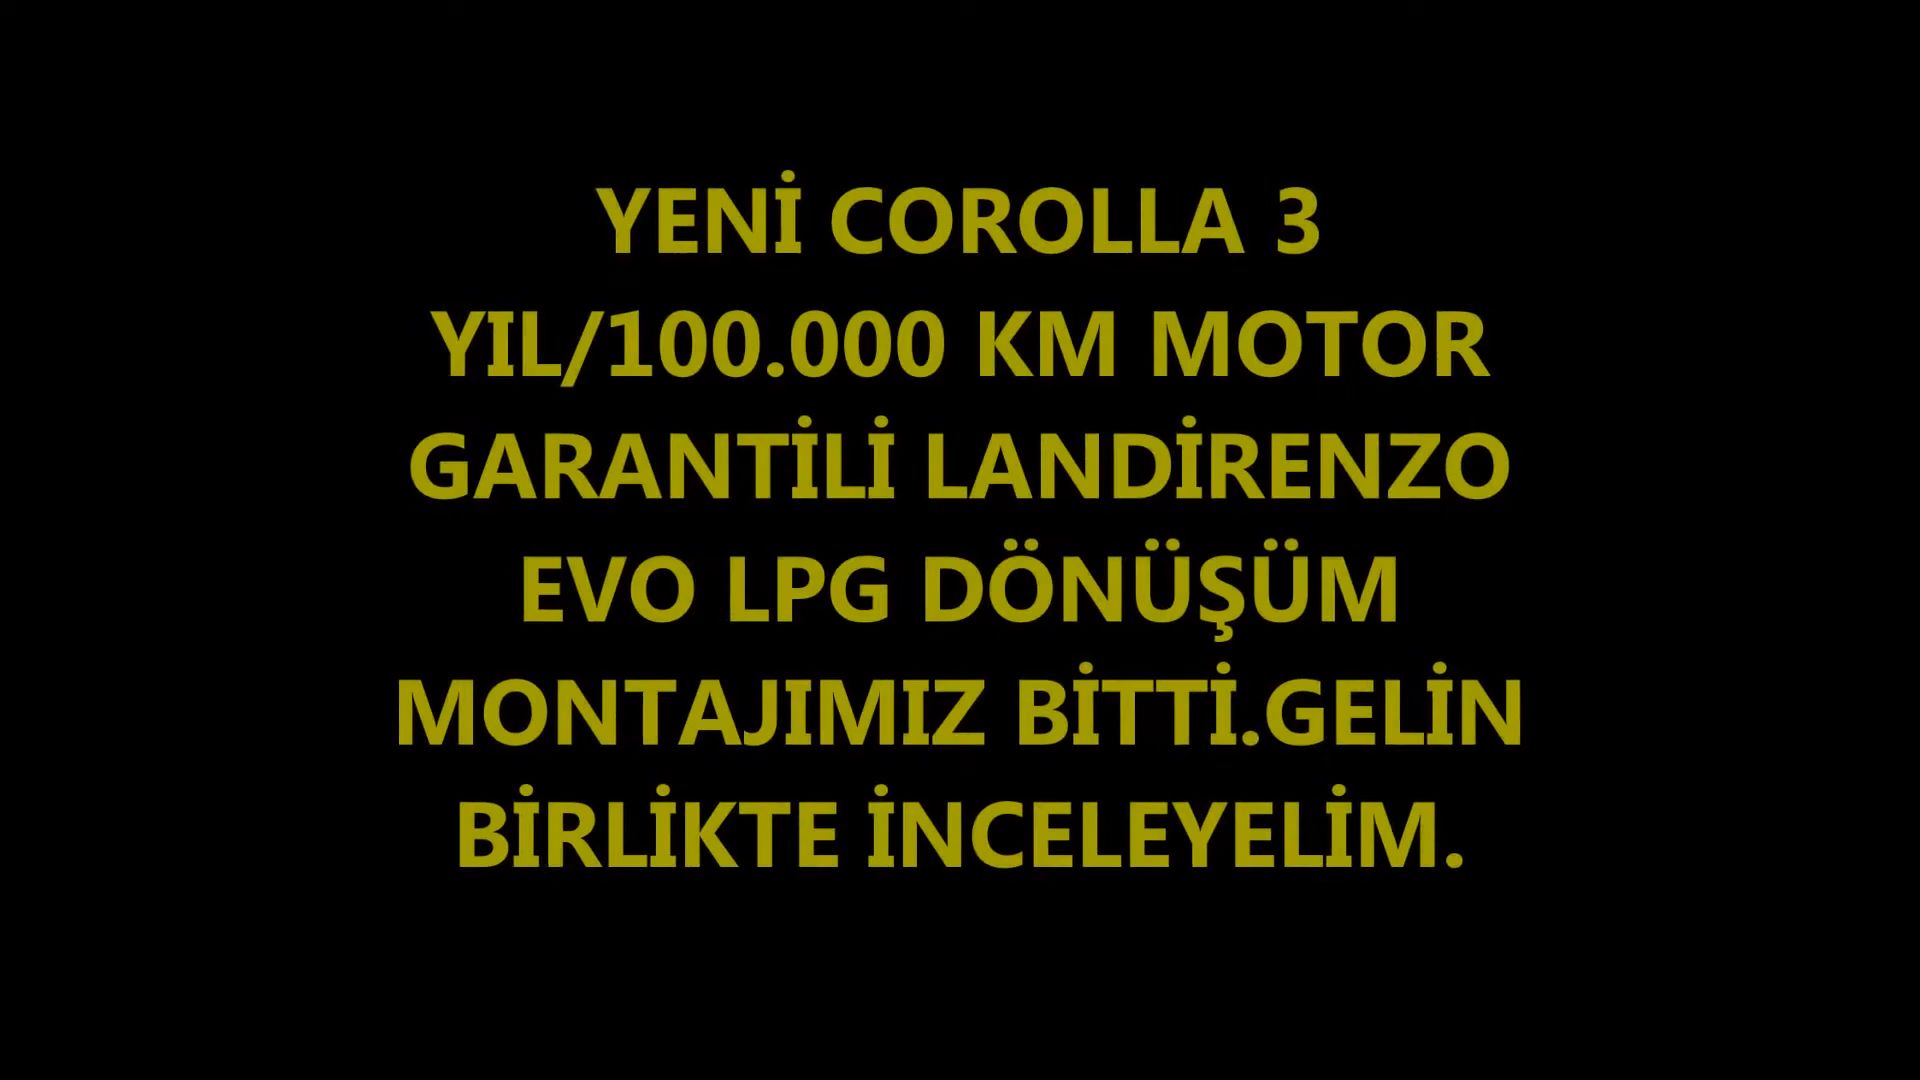 YENİ COROLLA 3
YIL/100.000 KM MOTOR
GARANTİLİ LANDİRENZO
EVO LPG DÖNÜŞÜM
MONTAJIMIZ BİTTİ.GELİN
BİRLİKTE İNCELEYELİM.